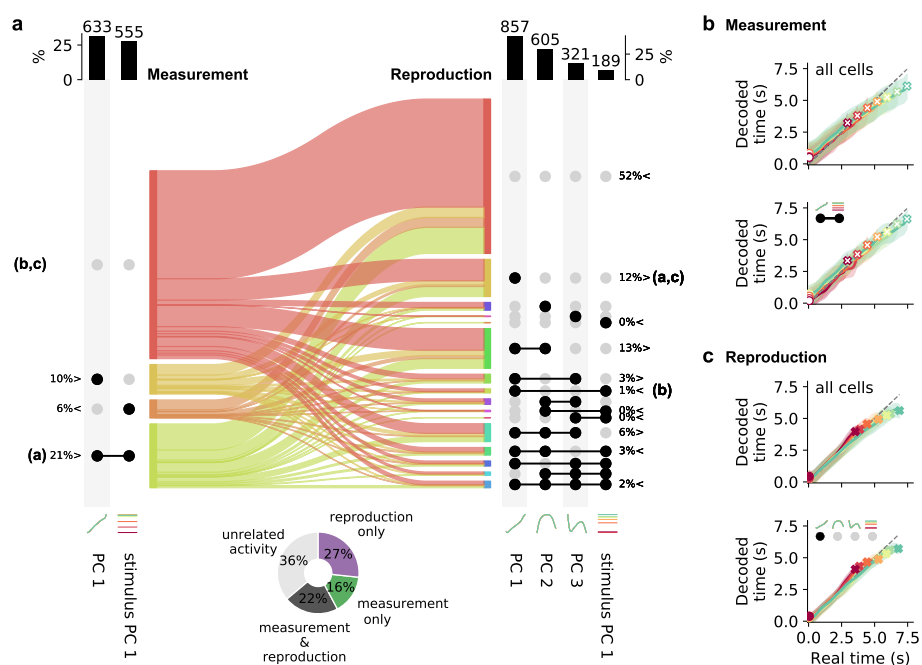 a
633
555
25
0
%
Measurement
Reproduction
857
605
321
189
25
0
%
52%<
(b,c)
12%>
(a,c)
0%<
13%>
10%>
3%>
1%<
(b)
6%<
0%<
0%<
6%>
(a)
21%>
3%<
2%<
PC 1
stimulus PC 1
PC 1
PC 2
PC 3
stimulus PC 1
unrelated
activity
reproduction
only
36%
27%
16%
22%
measurement
only
measurement
&
reproduction
b
Measurement
7.5
5.0
2.5
0.0
Decoded
time (s)
all cells
7.5
5.0
2.5
0.0
Decoded
time (s)
c
Reproduction
7.5
5.0
2.5
0.0
Decoded
time (s)
all cells
7.5
5.0
2.5
0.0
Decoded
time (s)
0.0
2.5
5.0
7.5
Real time (s)